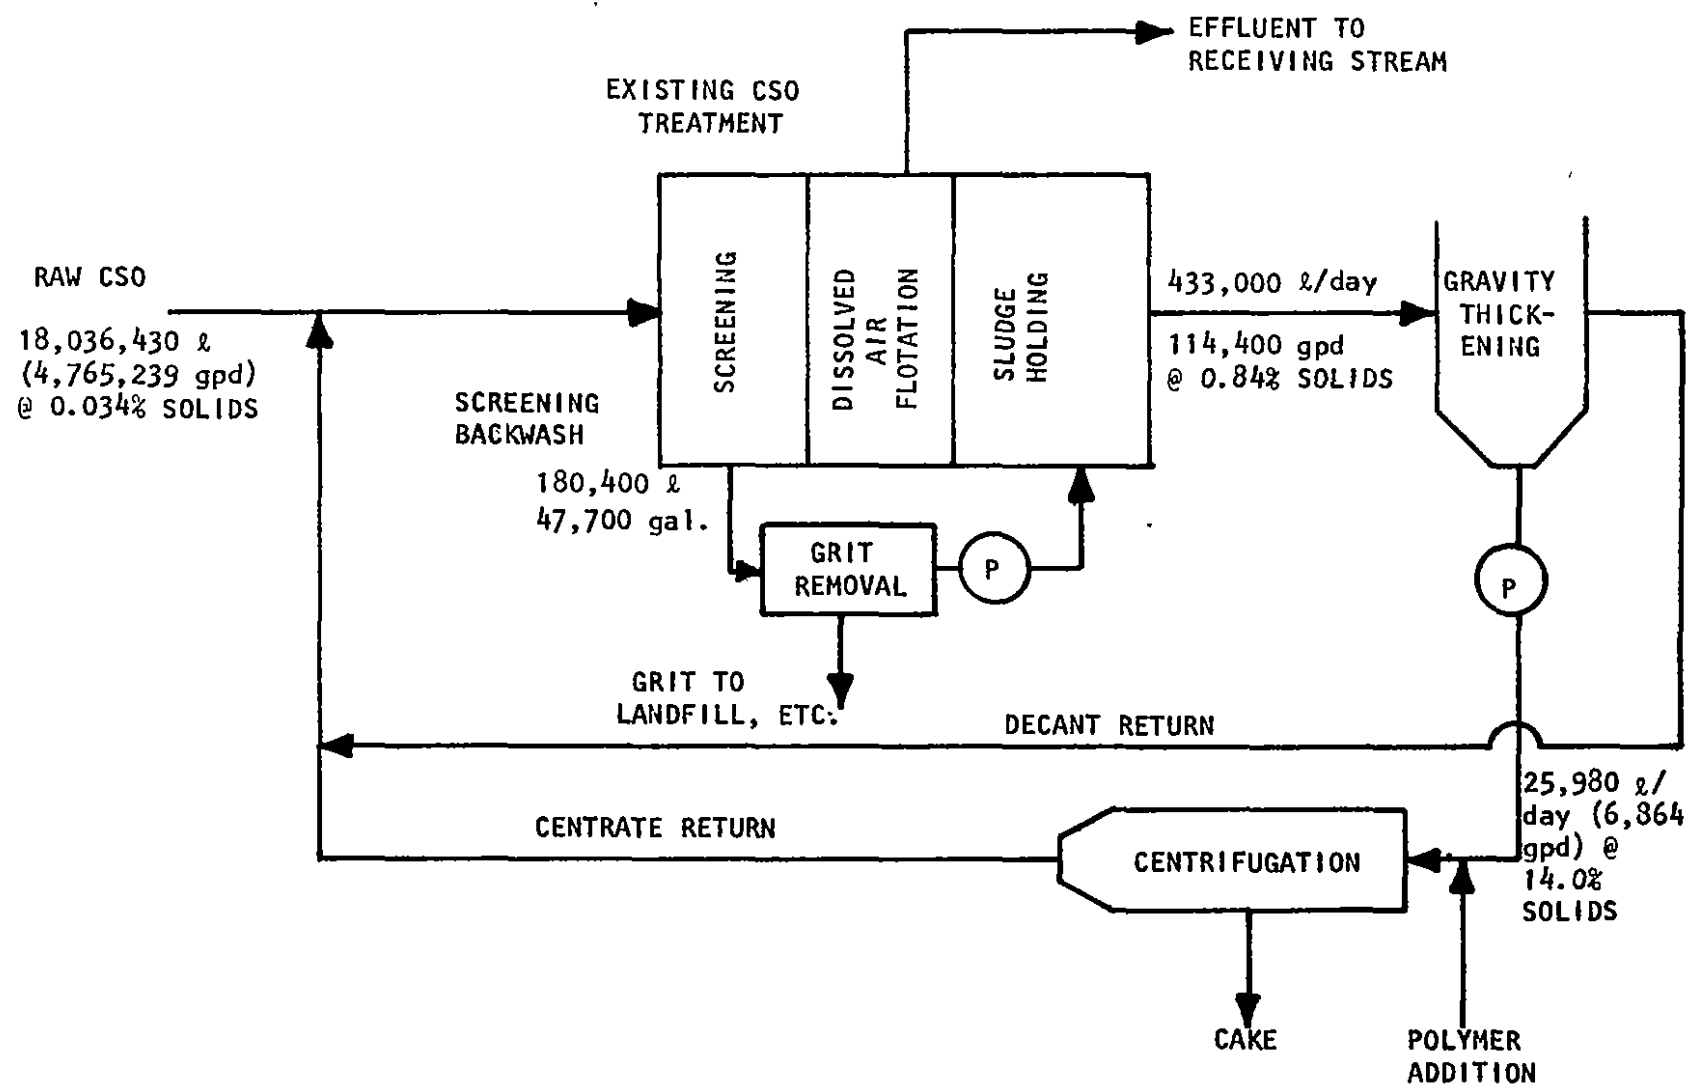 EFFLUENT TO
RECEIVING STREAM
EXISTING CSO
TREATMENT
RAW CSO
18,036,430 ℓ
(4,765,239 gpd)
@ 0.034% SOLIDS
SCREENING
BACKWASH
180,400 ℓ
47,700 gal.
SCREENING
DISSOLVED
AIR
FLOTATION
SLUDGE
HOLDING
433,000 ℓ/day
114,400 gpd
@ 0.84% SOLIDS
GRAVITY
THICK-
ENING
GRIT
REMOVAL
P
P
GRIT TO
LANDFILL, ETC.
DECANT RETURN
25,980 ℓ/
day (6,864
gpd) @
14.0%
SOLIDS
CENTRATE RETURN
CENTRIFUGATION
CAKE
POLYMER
ADDITION